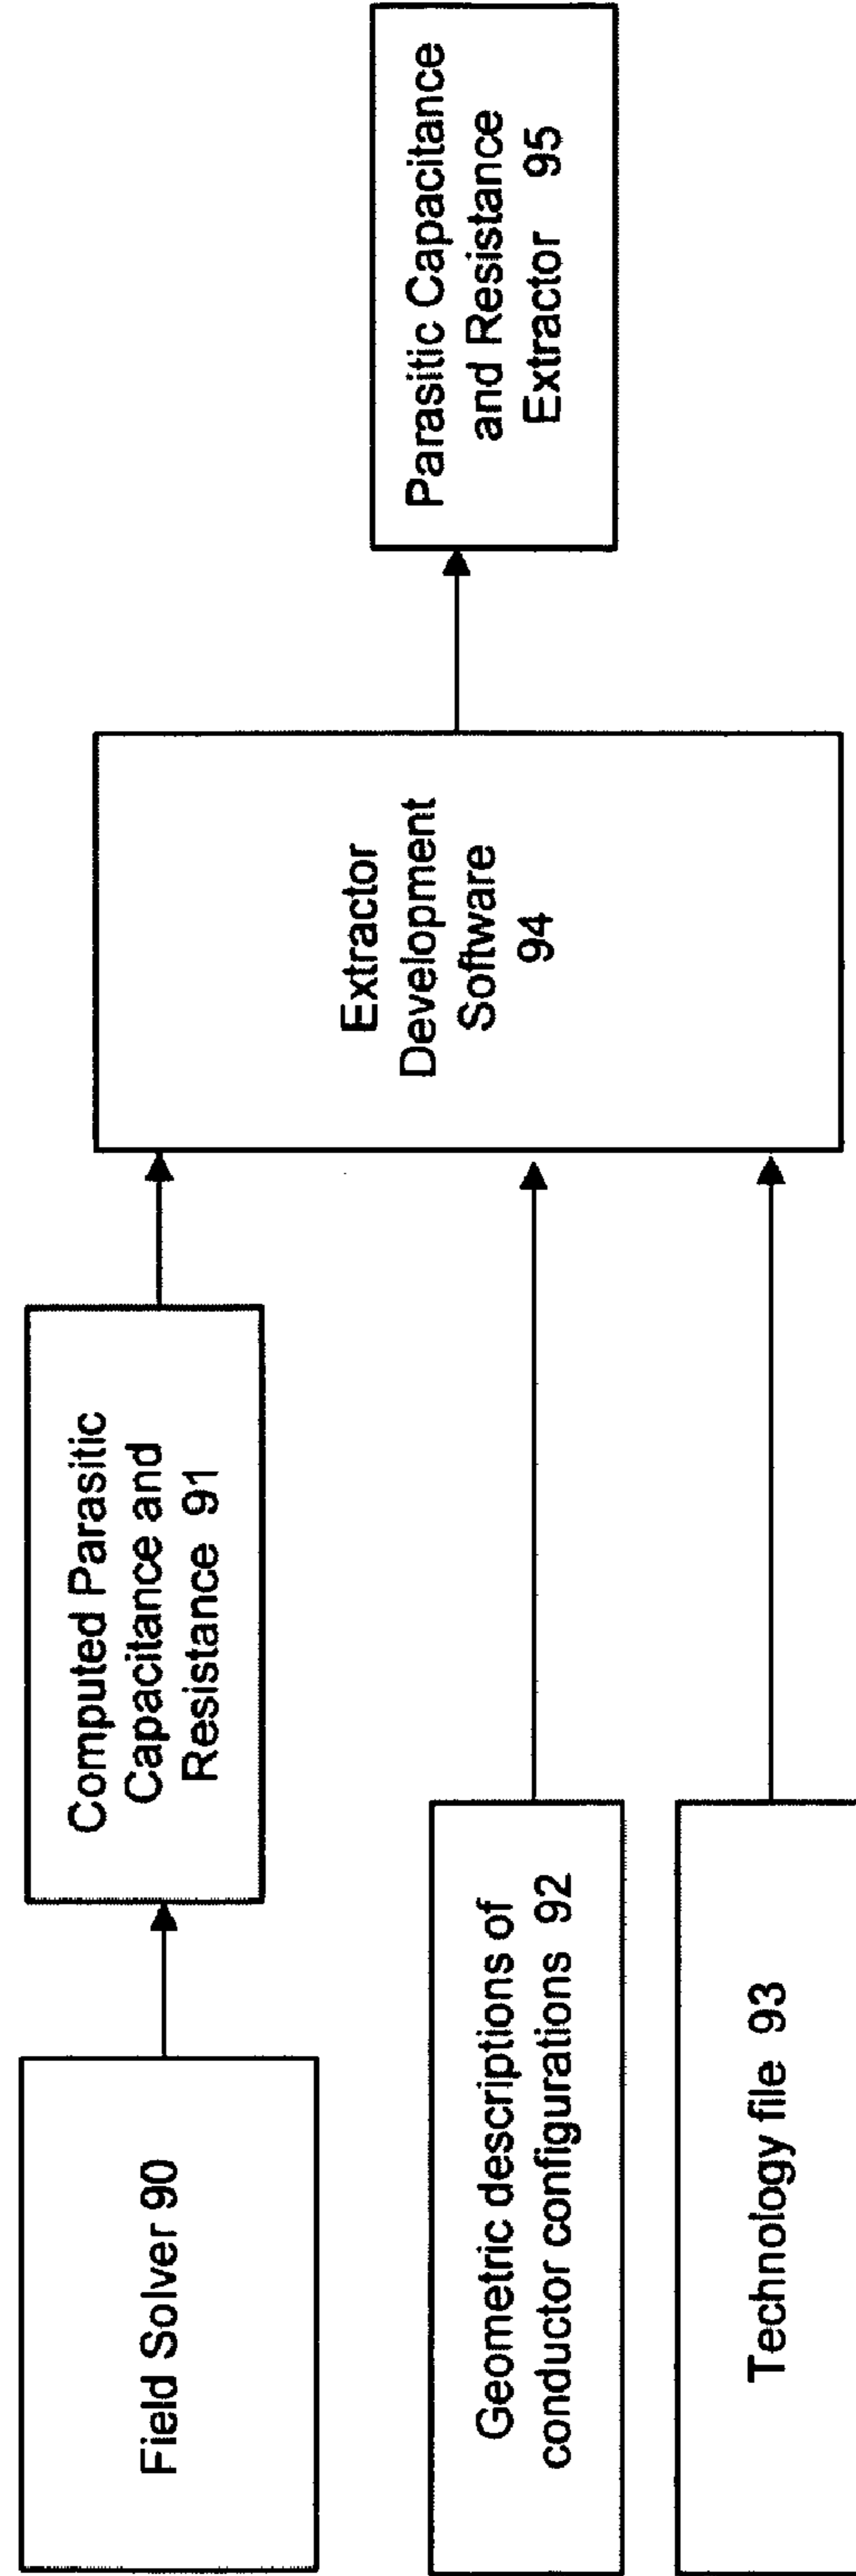 Field Solver 90
Computed Parasitic
Capacitance and
Resistance 91
Geometric descriptions of
conductor configurations 92
Technology file 93
Extractor
Development
Software
94
Parasitic Capacitance
and Resistance
Extractor 95